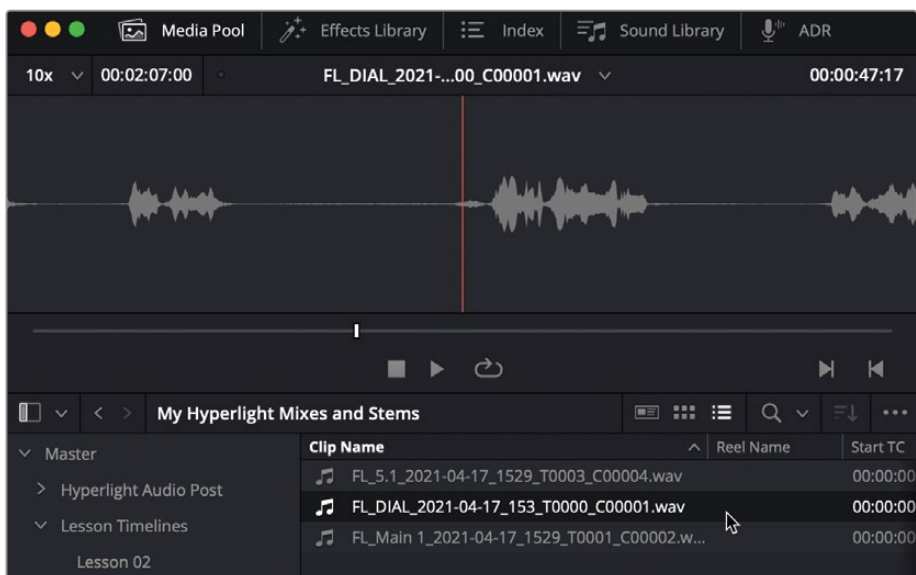 Media Pool Effects Library Index Sound Library ADR
10x 00:02:07:00 FL_DIAL_2021-...00_C00001.wav 00:00:47:17
My Hyperlight Mixes and Stems
Master
Hyperlight Audio Post
Lesson Timelines
Lesson 02
Clip Name Reel Name Start TC
FL_5.1_2021-04-17_1529_T0003_C00004.wav 00:00:00
FL_DIAL_2021-04-17_153_T0000_C00001.wav 00:00:00
FL_Main 1_2021-04-17_1529_T0001_C00002.w... 00:00:00